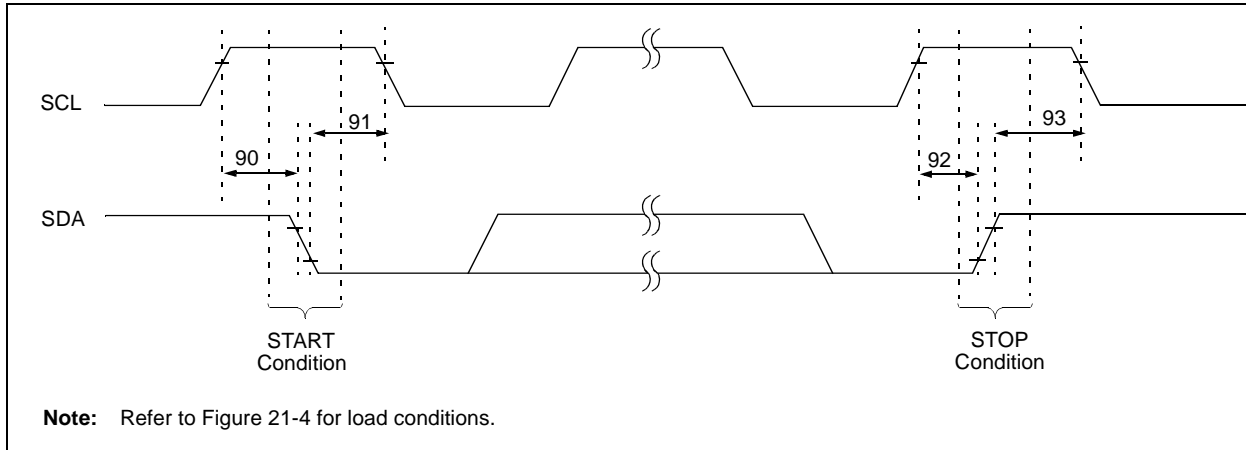 SCL
91
93
90
92
SDA
START
Condition
STOP
Condition
Note: Refer to Figure 21-4 for load conditions.